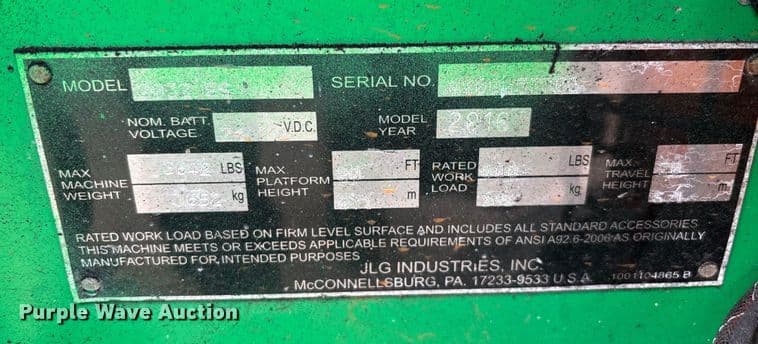 MODEL
SERIAL NO.
NOM. BATT. VOLTAGE V.D.C. MODEL YEAR 2016
MAX MACHINE WEIGHT LBS kg
MAX PLATFORM HEIGHT FT m
RATED WORK LOAD LBS kg
MAX TRAVEL HEIGHT FT m
RATED WORK LOAD BASED ON FIRM LEVEL SURFACE AND INCLUDES ALL STANDARD ACCESSORIES
THIS MACHINE MEETS OR EXCEEDS APPLICABLE REQUIREMENTS OF ANSI A92.6-2006 AS ORIGINALLY
MANUFACTURED FOR INTENDED PURPOSES
JLG INDUSTRIES, INC.
McCONNELLSBURG, PA. 17233-9533 U.S.A. 1001104865 B
Purple Wave Auction